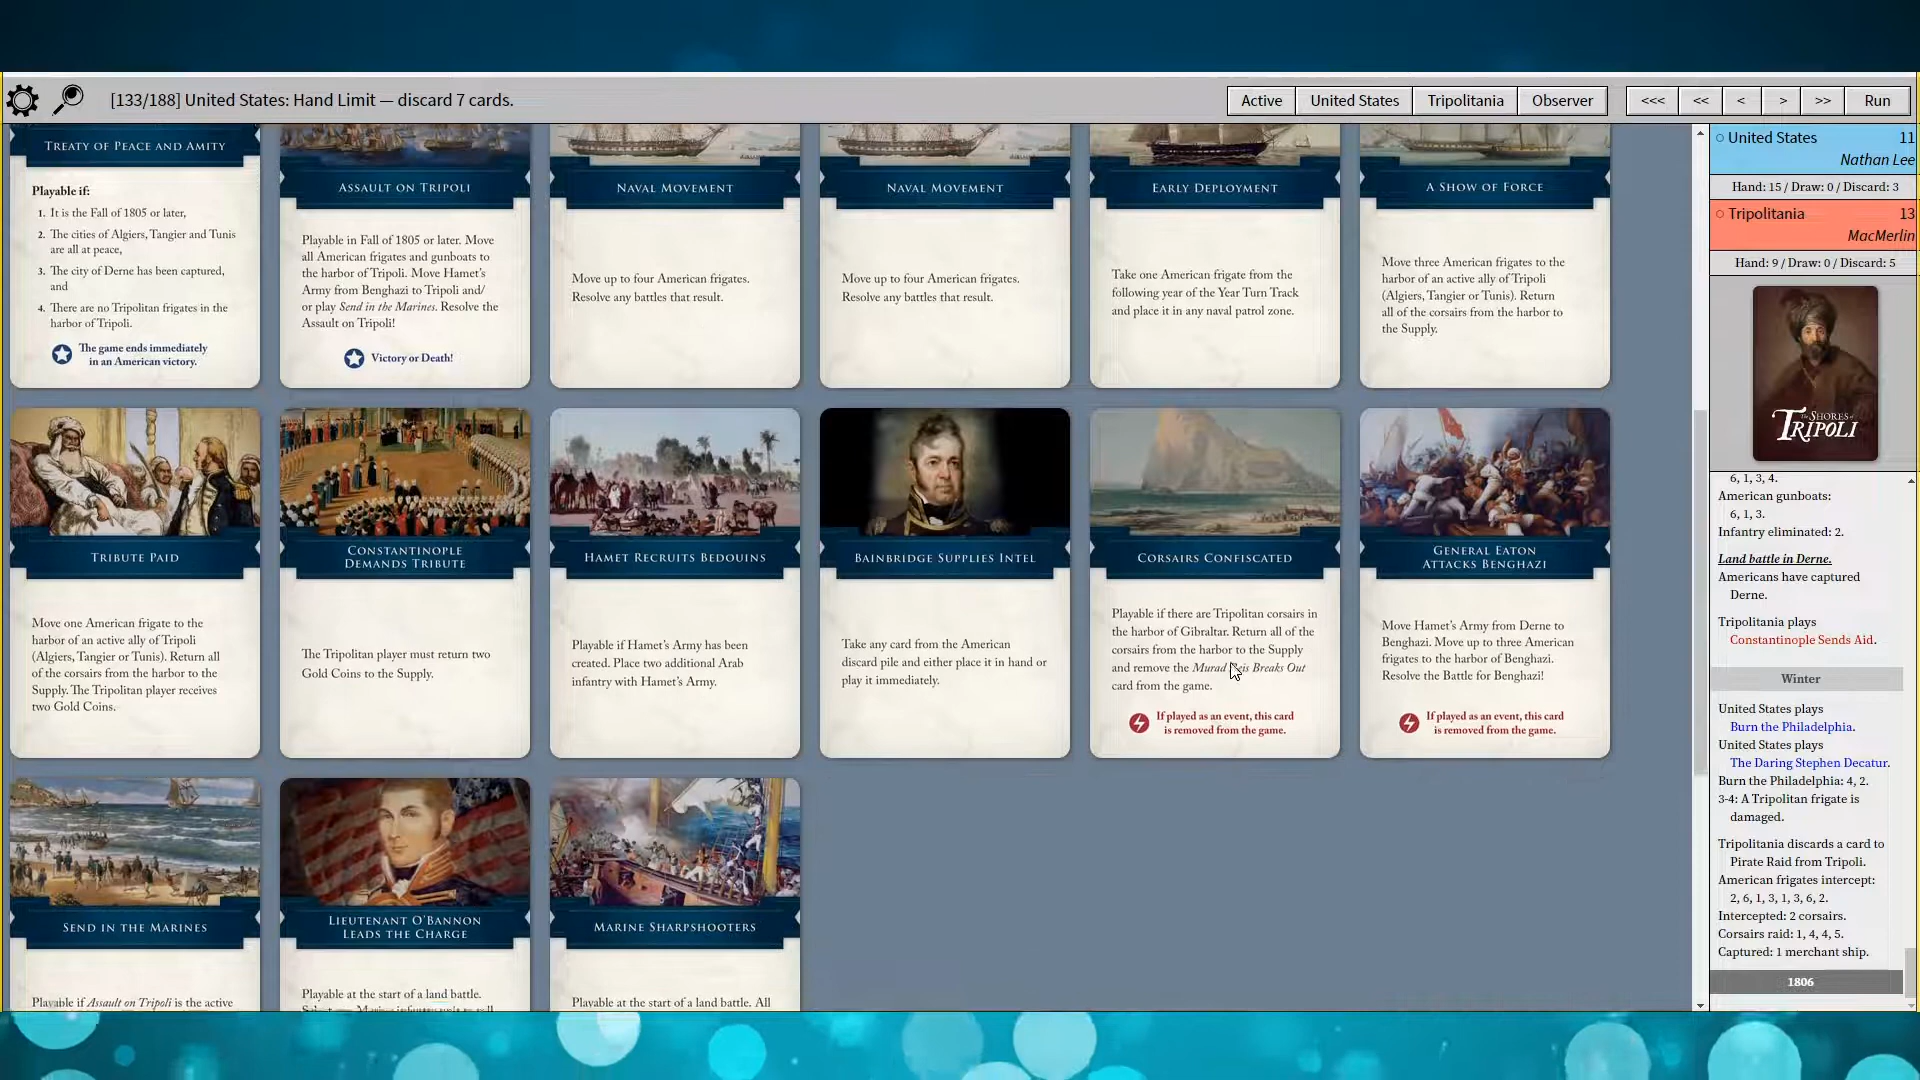 [133/188] United States: Hand Limit — discard 7 cards.
Active
United States
Tripolitania
Observer
<<<
<<
<
>
>>
Run
TREATY OF PEACE AND AMITY
Playable if:
1. It is the Fall of 1805 or later,
2. The cities of Algiers, Tangier and Tunis
are all at peace,
3. The city of Derne has been captured,
and
4. There are no Tripolitan frigates in the
harbor of Tripoli.
The game ends immediately
in an American victory.
ASSAULT ON TRIPOLI
Playable in Fall of 1805 or later. Move
all American frigates and gunboats to
the harbor of Tripoli. Move Hamet's
Army from Benghazi to Tripoli and/
or play Send in the Marines. Resolve the
Assault on Tripoli!
Victory or Death!
NAVAL MOVEMENT
Move up to four American frigates.
Resolve any battles that result.
NAVAL MOVEMENT
Move up to four American frigates.
Resolve any battles that result.
EARLY DEPLOYMENT
Take one American frigate from the
following year of the Year Turn Track
and place it in any naval patrol zone.
A SHOW OF FORCE
Move three American frigates to the
harbor of an active ally of Tripoli
(Algiers, Tangier or Tunis). Return
all of the corsairs from the harbor to
the Supply.
TRIBUTE PAID
Move one American frigate to the
harbor of an active ally of Tripoli
(Algiers, Tangier or Tunis). Return all
of the corsairs from the harbor to the
Supply. The Tripolitan player receives
two Gold Coins.
CONSTANTINOPLE
DEMANDS TRIBUTE
The Tripolitan player must return two
Gold Coins to the Supply.
HAMET RECRUITS BEDOUINS
Playable if Hamet's Army has been
created. Place two additional Arab
infantry with Hamet's Army.
BAINBRIDGE SUPPLIES INTEL
Take any card from the American
discard pile and either place it in hand or
play it immediately.
CORSAIRS CONFISCATED
Playable if there are Tripolitan corsairs in
the harbor of Gibraltar. Return all of the
corsairs from the harbor to the Supply
and remove the Murad Reis Breaks Out
card from the game.
If played as an event, this card
is removed from the game.
GENERAL EATON
ATTACKS BENGHAZI
Move Hamet's Army from Derne to
Benghazi. Move up to three American
frigates to the harbor of Benghazi.
Resolve the Battle for Benghazi!
If played as an event, this card
is removed from the game.
SEND IN THE MARINES
Playable if Assault on Tripoli is the active
LIEUTENANT O'BANNON
LEADS THE CHARGE
Playable at the start of a land battle.
MARINE SHARPSHOOTERS
Playable at the start of a land battle. All
United States 11
Nathan Lee
Hand: 15 / Draw: 0 / Discard: 3
Tripolitania 13
MacMerlin
Hand: 9 / Draw: 0 / Discard: 5
The SHORES of
TRIPOLI
6, 1, 3, 4.
American gunboats:
6, 1, 3.
Infantry eliminated: 2.
Land battle in Derne.
Americans have captured
Derne.
Tripolitania plays
Constantinople Sends Aid.
Winter
United States plays
Burn the Philadelphia.
United States plays
The Daring Stephen Decatur.
Burn the Philadelphia: 4, 2.
3-4: A Tripolitan frigate is
damaged.
Tripolitania discards a card to
Pirate Raid from Tripoli.
American frigates intercept:
2, 6, 1, 3, 1, 3, 6, 2.
Intercepted: 2 corsairs.
Corsairs raid: 1, 4, 4, 5.
Captured: 1 merchant ship.
1806